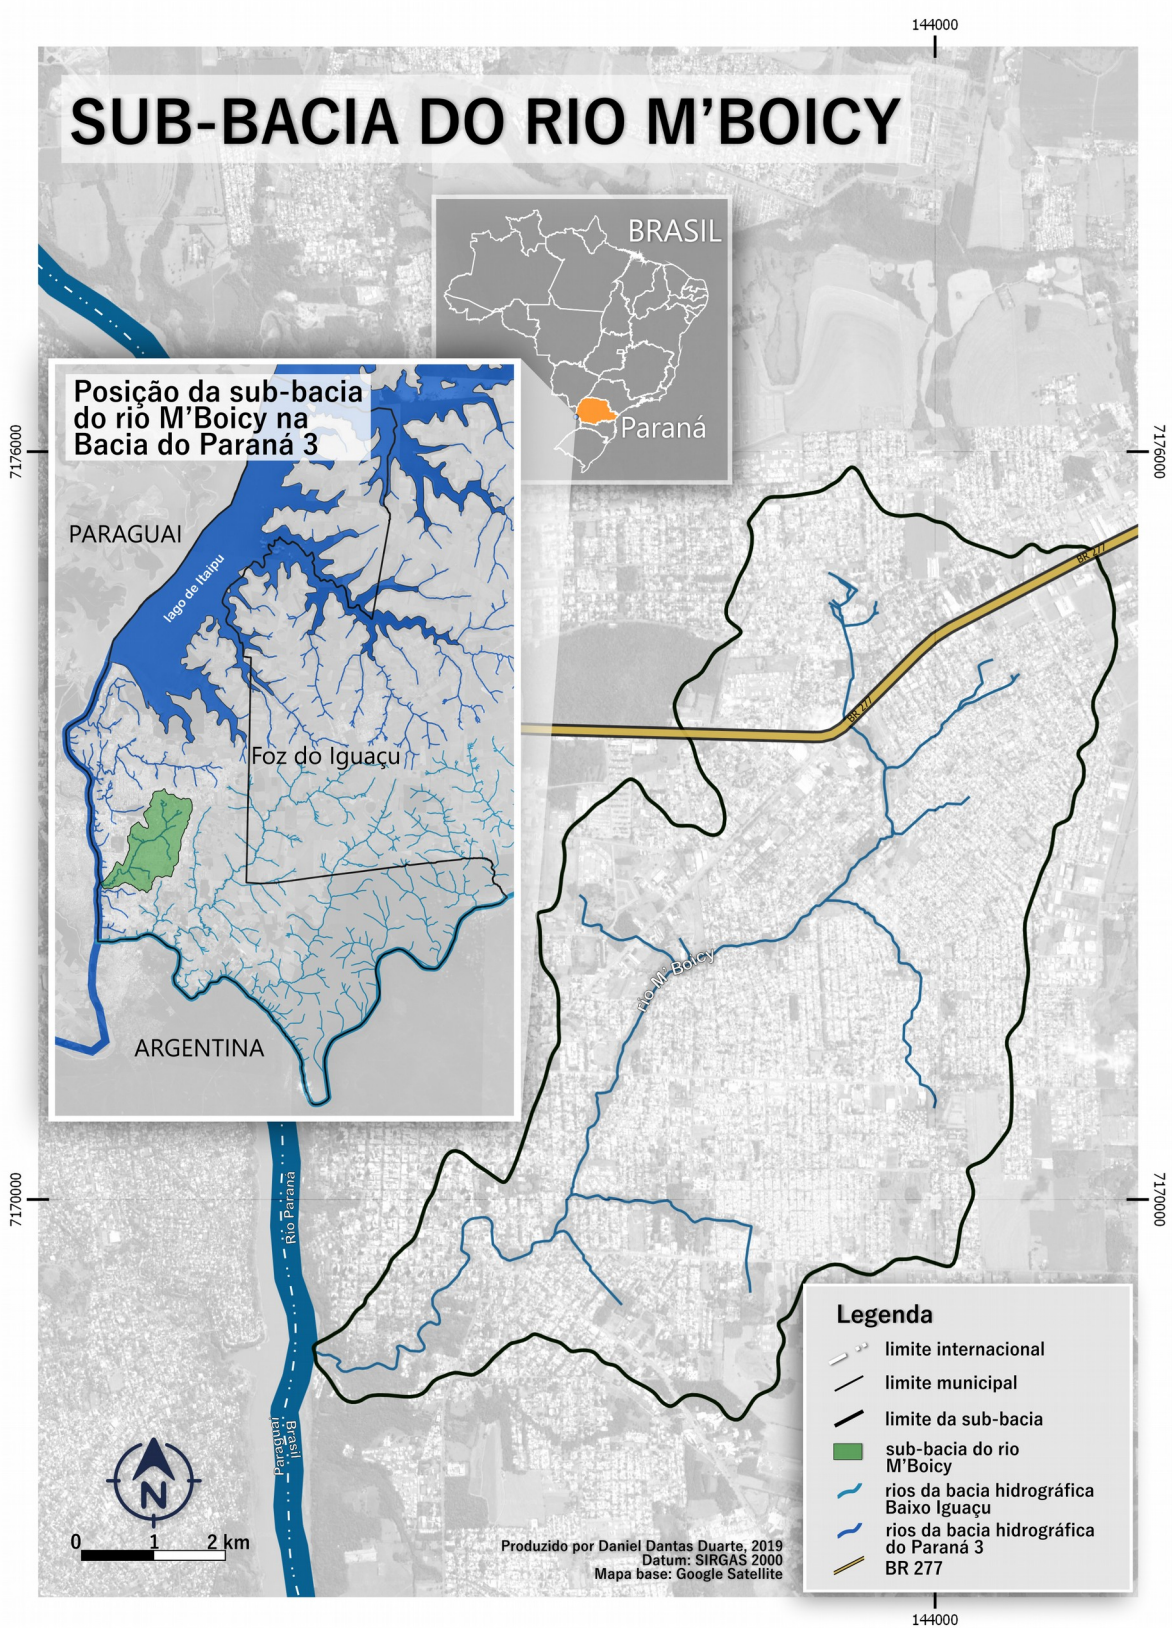 144000
SUB-BACIA DO RIO M'BOICY
BRASIL
Paraná
Posição da sub-bacia
do rio M'Boicy na
Bacia do Paraná 3
7176000
7176000
PARAGUAI
lago de Itaipu
BR 277
BR 277
Foz do Iguaçu
rio M' Boicy
ARGENTINA
7170000
7170000
Rio Parana
Paraguai
Brasil
Legenda
limite internacional
limite municipal
limite da sub-bacia
sub-bacia do rio
M'Boicy
rios da bacia hidrográfica
Baixo Iguaçu
rios da bacia hidrográfica
do Paraná 3
BR 277
N
0 1 2 km
Produzido por Daniel Dantas Duarte, 2019
Datum: SIRGAS 2000
Mapa base: Google Satellite
144000